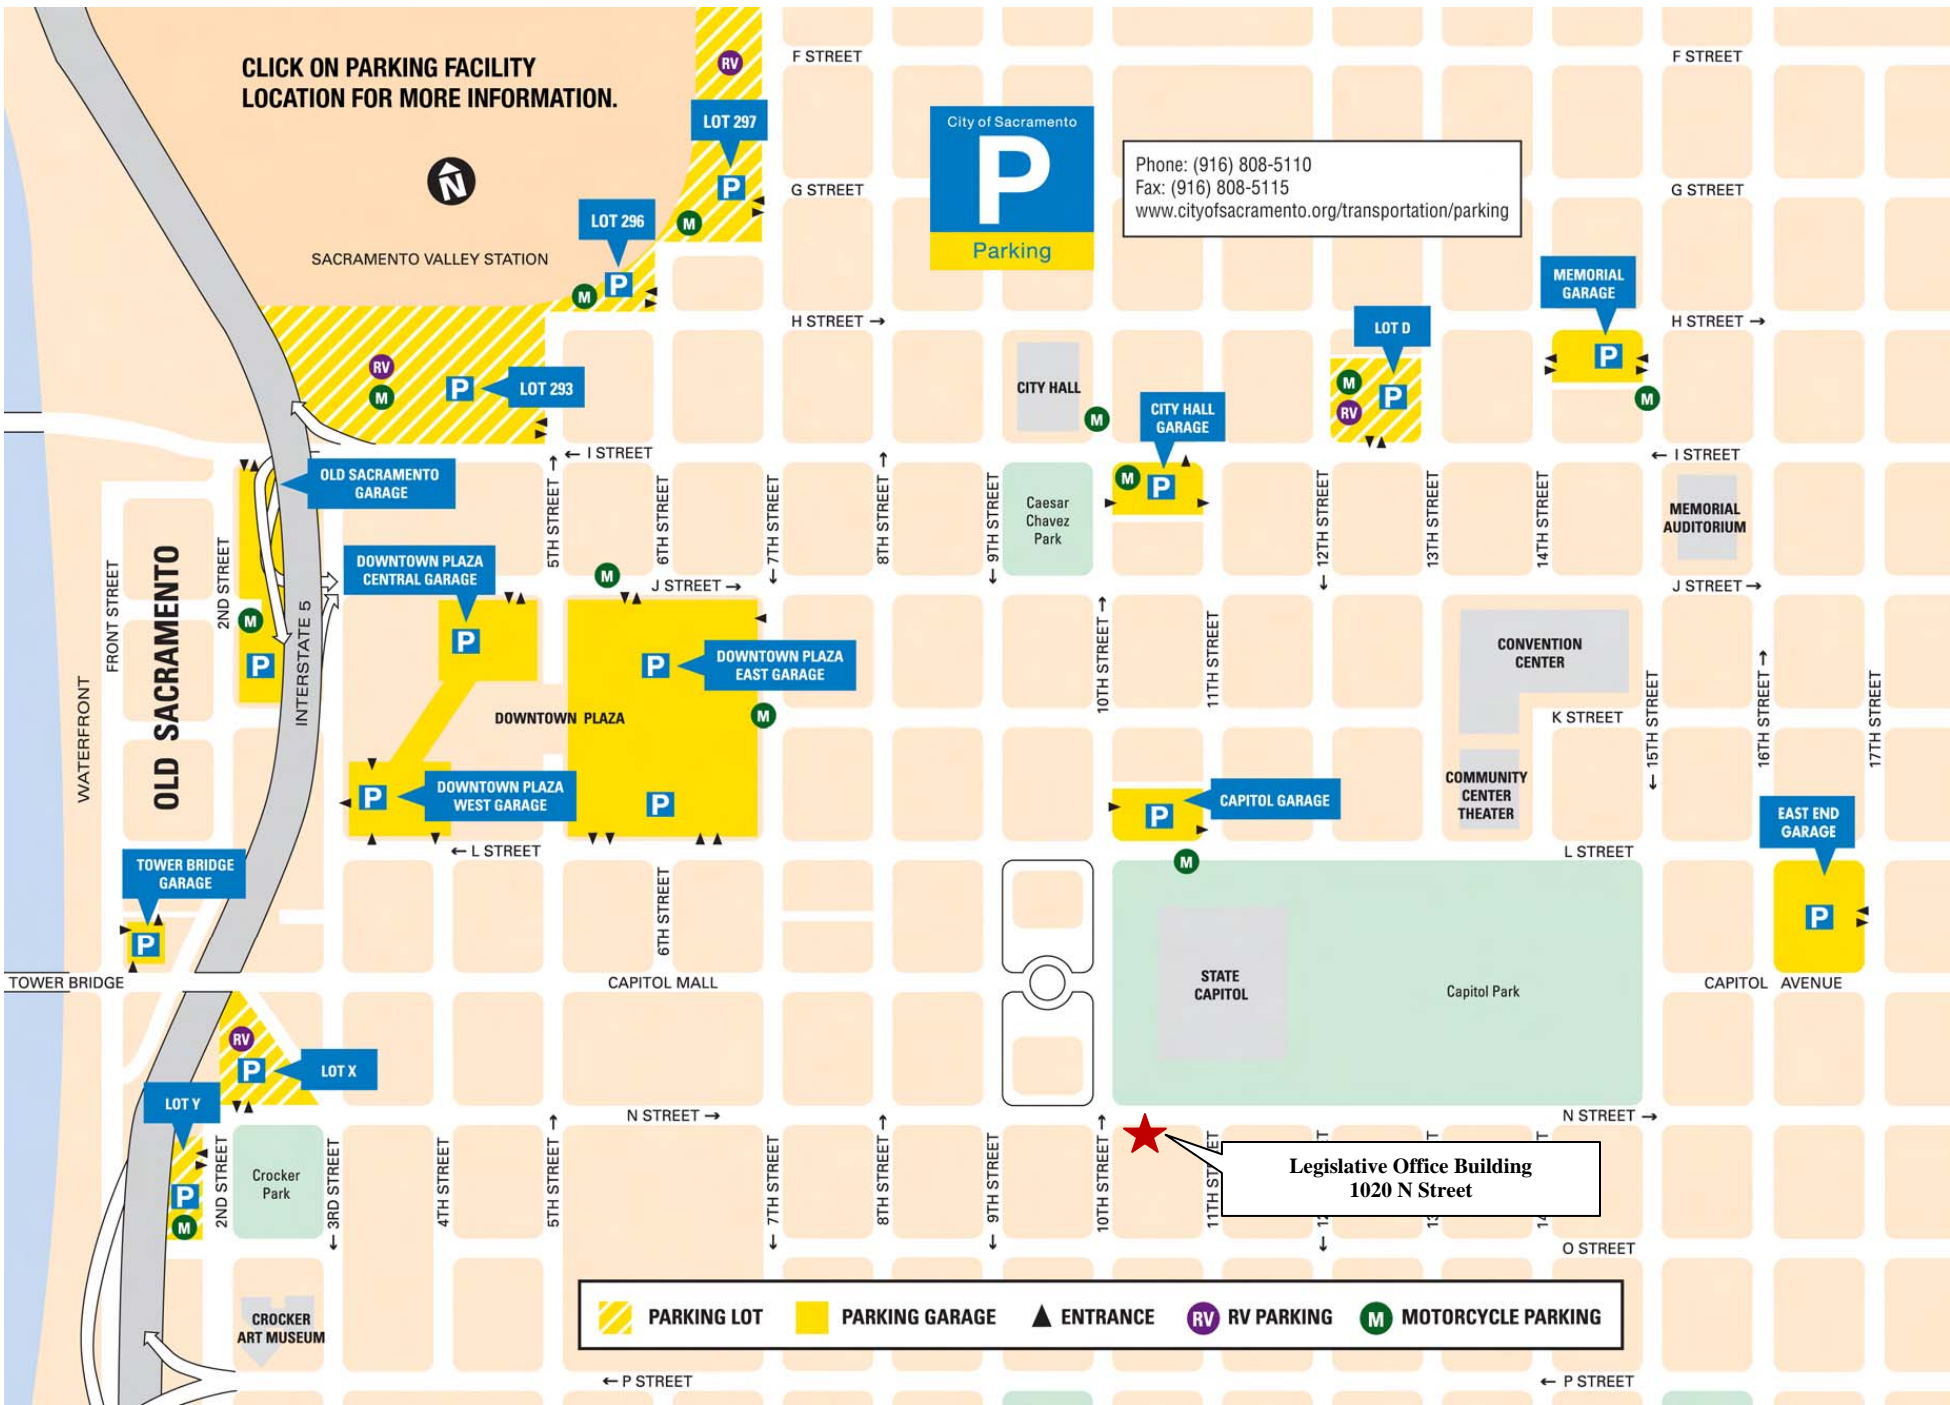 CLICK ON PARKING FACILITY
LOCATION FOR MORE INFORMATION.
N
SACRAMENTO VALLEY STATION
RV
LOT 297
P
M
LOT 296
P
M
RV
M
P
LOT 293
City of Sacramento
P
Parking
Phone: (916) 808-5110
Fax: (916) 808-5115
www.cityofsacramento.org/transportation/parking
F STREET
F STREET
G STREET
G STREET
H STREET →
H STREET →
MEMORIAL
GARAGE
P
M
LOT D
M
P
RV
CITY HALL
M
CITY HALL
GARAGE
M
P
← I STREET
← I STREET
OLD SACRAMENTO
GARAGE
M
P
Caesar
Chavez
Park
MEMORIAL
AUDITORIUM
5TH STREET →
6TH STREET
← 7TH STREET
8TH STREET →
← 9TH STREET
← 12TH STREET
13TH STREET
14TH STREET
WATERFRONT
FRONT STREET
OLD SACRAMENTO
2ND STREET
INTERSTATE 5
DOWNTOWN PLAZA
CENTRAL GARAGE
P
M
J STREET →
J STREET →
P
DOWNTOWN PLAZA
EAST GARAGE
M
DOWNTOWN PLAZA
P
DOWNTOWN PLAZA
WEST GARAGE
P
10TH STREET →
11TH STREET
CONVENTION
CENTER
K STREET
← 15TH STREET
16TH STREET →
17TH STREET
COMMUNITY
CENTER
THEATER
P
CAPITOL GARAGE
M
EAST END
GARAGE
P
← L STREET
L STREET
TOWER BRIDGE
GARAGE
P
6TH STREET
TOWER BRIDGE
CAPITOL MALL
STATE
CAPITOL
Capitol Park
CAPITOL AVENUE
RV
P
LOT X
LOT Y
P
M
N STREET →
N STREET →
2ND STREET
Crocker
Park
← 3RD STREET
4TH STREET
5TH STREET →
← 7TH STREET
8TH STREET →
← 9TH STREET
10TH STREET →
11TH STREET
Legislative Office Building
1020 N Street
← 12
13
14
O STREET
CROCKER
ART MUSEUM
PARKING LOT
PARKING GARAGE
ENTRANCE
RV RV PARKING
M MOTORCYCLE PARKING
← P STREET
← P STREET